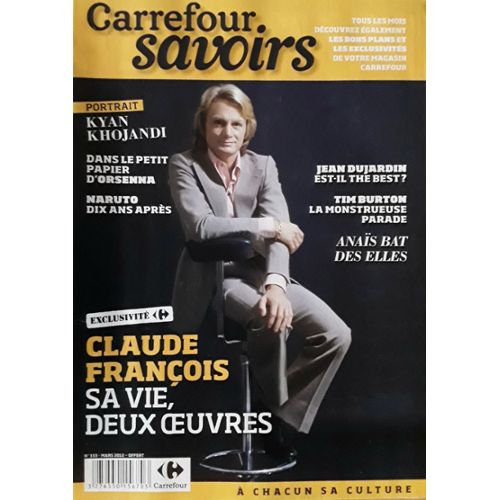 Carrefour
savoirs
TOUS LES MOIS
DÉCOUVREZ ÉGALEMENT
LES BONS PLANS ET
LES EXCLUSIVITÉS
DE VOTRE MAGASIN
CARREFOUR
PORTRAIT
KYAN
KHOJANDI
DANS LE PETIT
PAPIER
D'ORSENNA
NARUTO
DIX ANS APRÈS
JEAN DUJARDIN
EST-IL THE BEST ?
TIM BURTON
LA MONSTRUEUSE
PARADE
ANAÏS BAT
DES ELLES
EXCLUSIVITÉ
CLAUDE
FRANÇOIS
SA VIE,
DEUX ŒUVRES
MARS 2012 - OFFERT
Carrefour
À CHACUN SA CULTURE